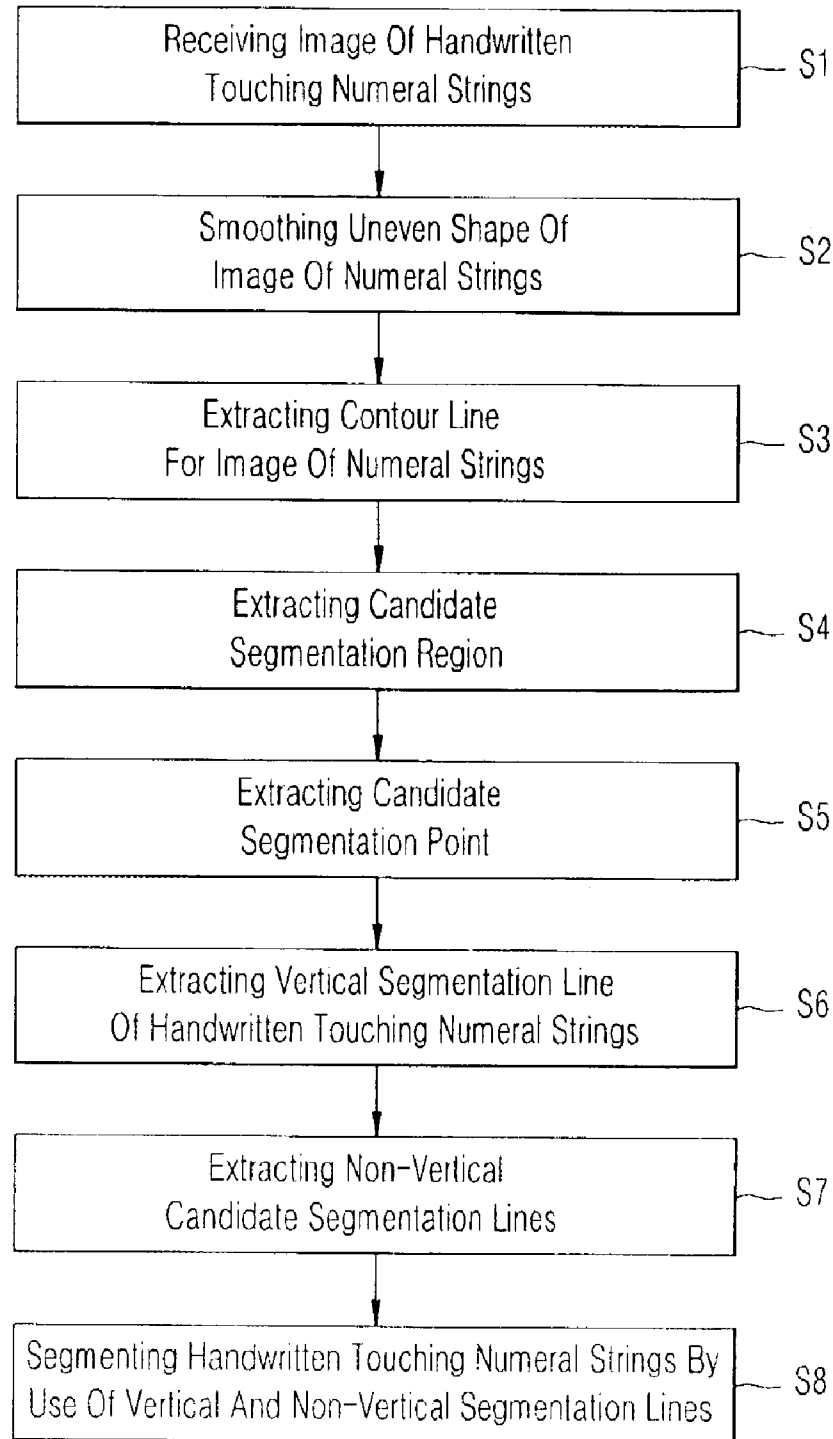 Receiving Image Of Handwritten
Touching Numeral Strings
S1
Smoothing Uneven Shape Of
Image Of Numeral Strings
S2
Extracting Contour Line
For Image Of Numeral Strings
S3
Extracting Candidate
Segmentation Region
S4
Extracting Candidate
Segmentation Point
S5
Extracting Vertical Segmentation Line
Of Handwritten Touching Numeral Strings
S6
Extracting Non-Vertical
Candidate Segmentation Lines
S7
Segmenting Handwritten Touching Numeral Strings By
Use Of Vertical And Non-Vertical Segmentation Lines
S8